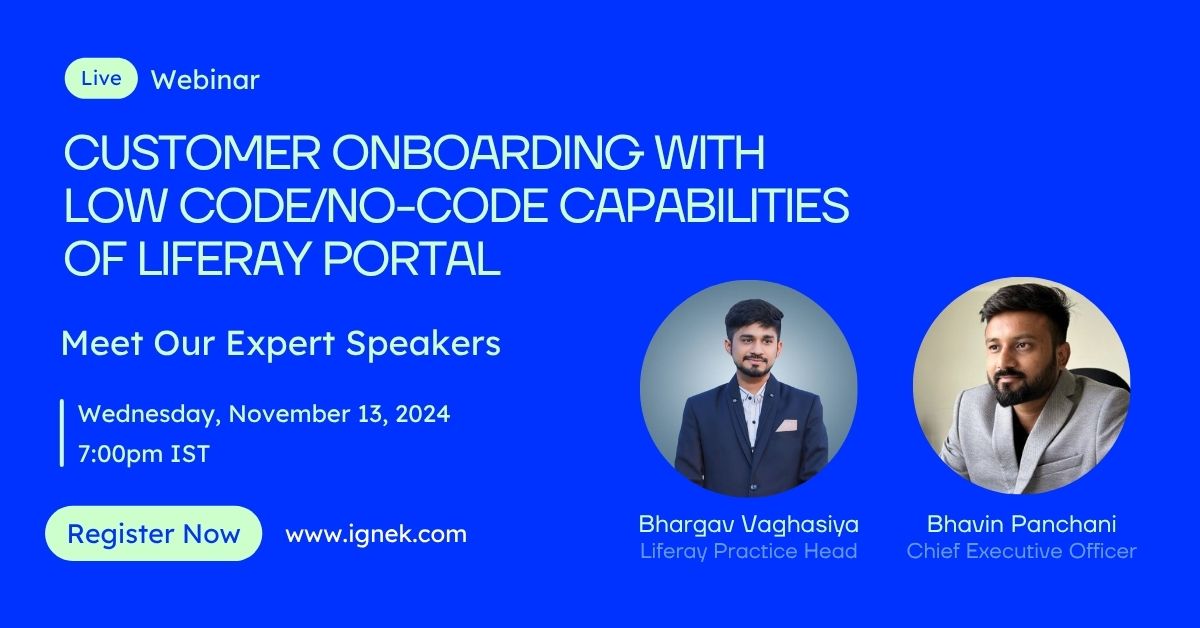 Live Webinar
CUSTOMER ONBOARDING WITH
LOW CODE/NO-CODE CAPABILITIES
OF LIFERAY PORTAL
Meet Our Expert Speakers
Wednesday, November 13, 2024
7:00pm IST
Register Now www.ignek.com
Bhargav Vaghasiya
Liferay Practice Head
Bhavin Panchani
Chief Executive Officer